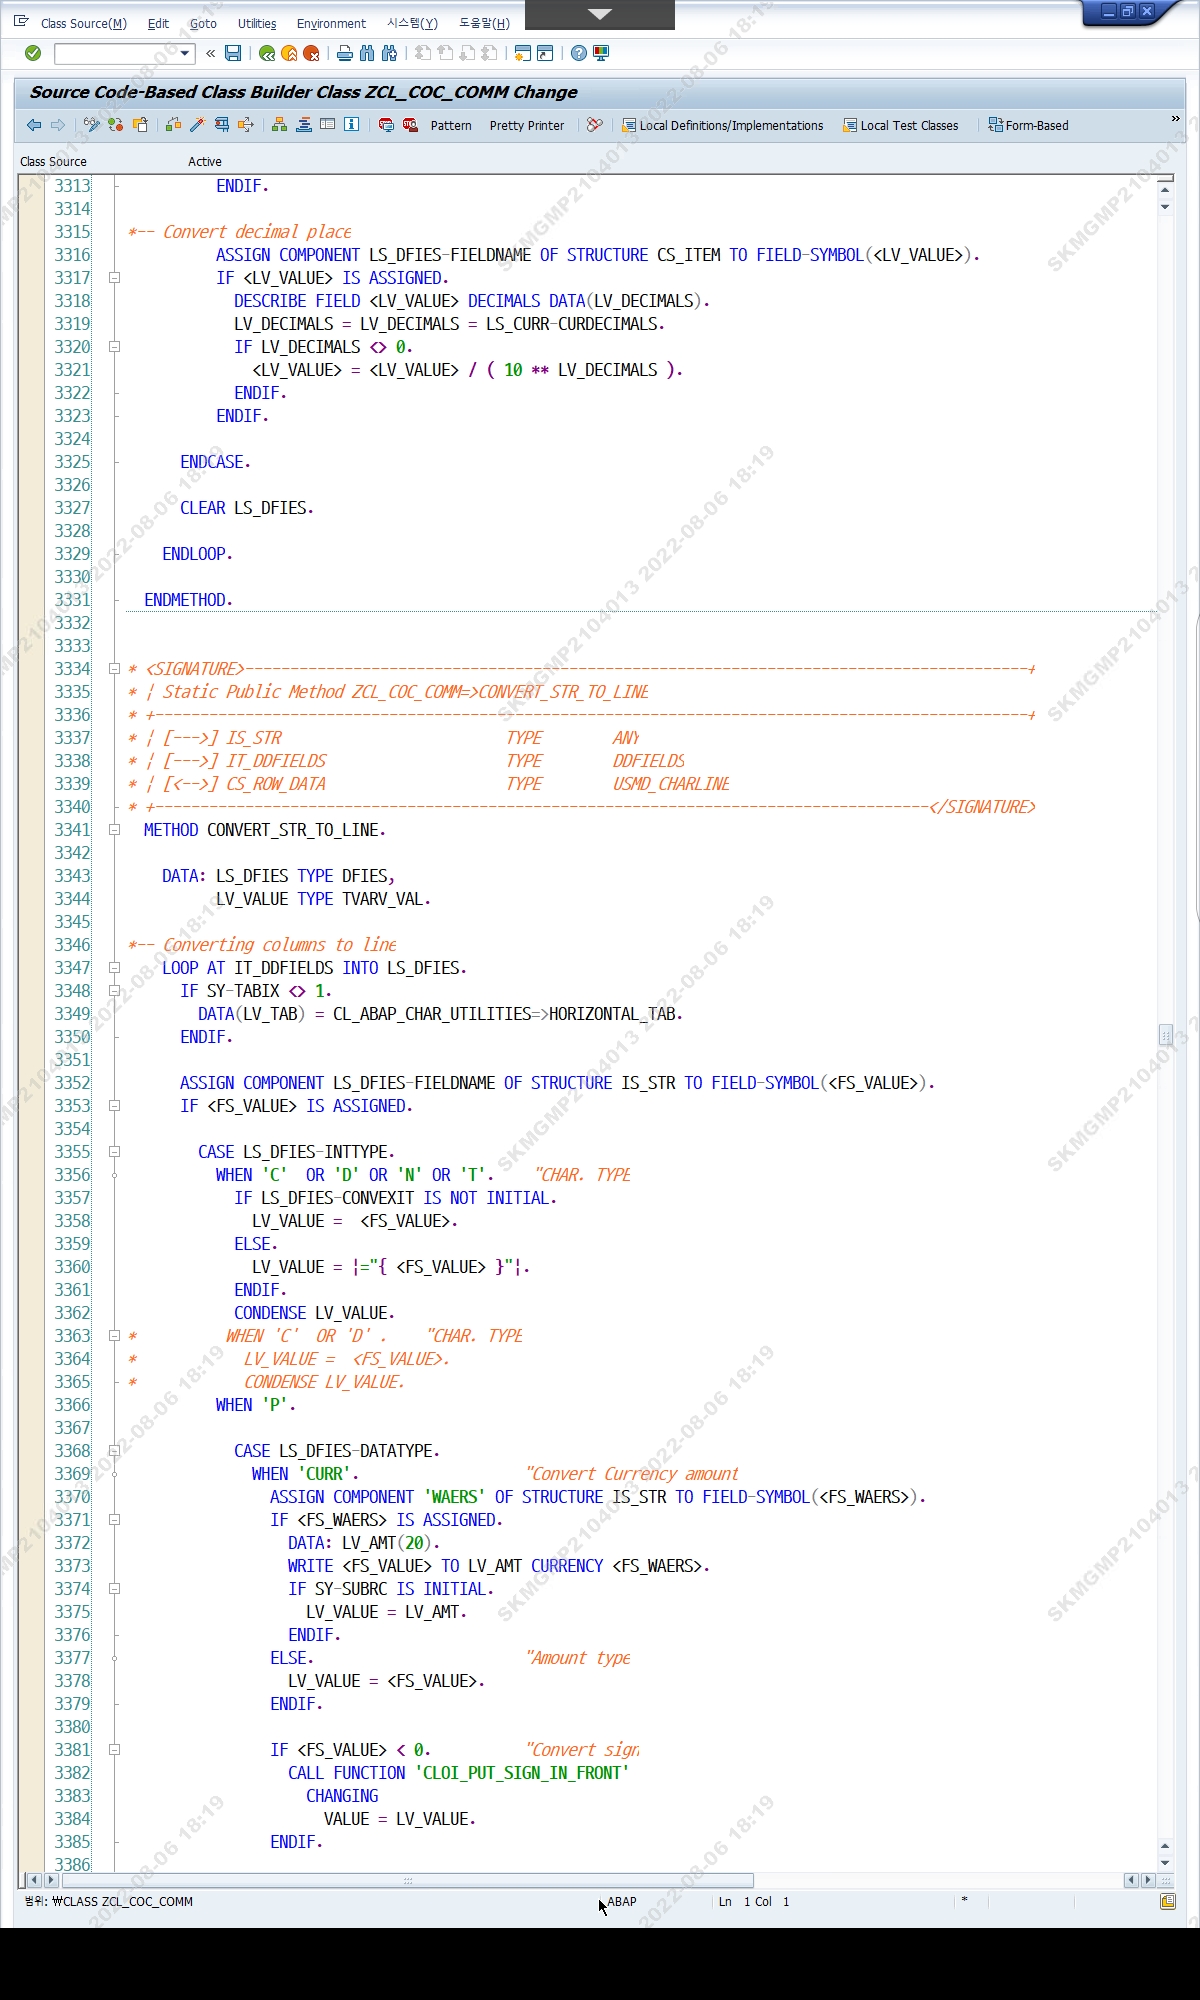 Class Source(M) Edit Goto Utilities Environment 시스템(Y) 도움말(H)
Source Code-Based Class Builder Class ZCL_COC_COMM Change
Pattern Pretty Printer Local Definitions/Implementations Local Test Classes Form-Based
Class Source Active
3313 ENDIF.
3314
3315 *-- Convert decimal place
3316 ASSIGN COMPONENT LS_DFIES-FIELDNAME OF STRUCTURE CS_ITEM TO FIELD-SYMBOL(<LV_VALUE>).
3317 IF <LV_VALUE> IS ASSIGNED.
3318 DESCRIBE FIELD <LV_VALUE> DECIMALS DATA(LV_DECIMALS).
3319 LV_DECIMALS = LV_DECIMALS = LS_CURR-CURDECIMALS.
3320 IF LV_DECIMALS <> 0.
3321 <LV_VALUE> = <LV_VALUE> / ( 10 ** LV_DECIMALS ).
3322 ENDIF.
3323 ENDIF.
3324
3325 ENDCASE.
3326
3327 CLEAR LS_DFIES.
3328
3329 ENDLOOP.
3330
3331 ENDMETHOD.
3332
3333
3334 * <SIGNATURE>---------------------------------------------------------------------------------------+
3335 * | Static Public Method ZCL_COC_COMM=>CONVERT_STR_TO_LINE
3336 * +-------------------------------------------------------------------------------------------------+
3337 * | [--->] IS_STR TYPE ANY
3338 * | [--->] IT_DDFIELDS TYPE DDFIELDS
3339 * | [<-->] CS_ROW_DATA TYPE USMD_CHARLINE
3340 * +--------------------------------------------------------------------------------------</SIGNATURE>
3341 METHOD CONVERT_STR_TO_LINE.
3342
3343 DATA: LS_DFIES TYPE DFIES,
3344 LV_VALUE TYPE TVARV_VAL.
3345
3346 *-- Converting columns to line
3347 LOOP AT IT_DDFIELDS INTO LS_DFIES.
3348 IF SY-TABIX <> 1.
3349 DATA(LV_TAB) = CL_ABAP_CHAR_UTILITIES=>HORIZONTAL_TAB.
3350 ENDIF.
3351
3352 ASSIGN COMPONENT LS_DFIES-FIELDNAME OF STRUCTURE IS_STR TO FIELD-SYMBOL(<FS_VALUE>).
3353 IF <FS_VALUE> IS ASSIGNED.
3354
3355 CASE LS_DFIES-INTTYPE.
3356 WHEN 'C' OR 'D' OR 'N' OR 'T'. "CHAR. TYPE
3357 IF LS_DFIES-CONVEXIT IS NOT INITIAL.
3358 LV_VALUE = <FS_VALUE>.
3359 ELSE.
3360 LV_VALUE = |="{ <FS_VALUE> }"|.
3361 ENDIF.
3362 CONDENSE LV_VALUE.
3363 * WHEN 'C' OR 'D' . "CHAR. TYPE
3364 * LV_VALUE = <FS_VALUE>.
3365 * CONDENSE LV_VALUE.
3366 WHEN 'P'.
3367
3368 CASE LS_DFIES-DATATYPE.
3369 WHEN 'CURR'. "Convert Currency amount
3370 ASSIGN COMPONENT 'WAERS' OF STRUCTURE IS_STR TO FIELD-SYMBOL(<FS_WAERS>).
3371 IF <FS_WAERS> IS ASSIGNED.
3372 DATA: LV_AMT(20).
3373 WRITE <FS_VALUE> TO LV_AMT CURRENCY <FS_WAERS>.
3374 IF SY-SUBRC IS INITIAL.
3375 LV_VALUE = LV_AMT.
3376 ENDIF.
3377 ELSE. "Amount type
3378 LV_VALUE = <FS_VALUE>.
3379 ENDIF.
3380
3381 IF <FS_VALUE> < 0. "Convert sign
3382 CALL FUNCTION 'CLOI_PUT_SIGN_IN_FRONT'
3383 CHANGING
3384 VALUE = LV_VALUE.
3385 ENDIF.
3386
범위: ₩CLASS ZCL_COC_COMM ABAP Ln 1 Col 1 *
SKMGMP2104013 2022-08-06 18:19